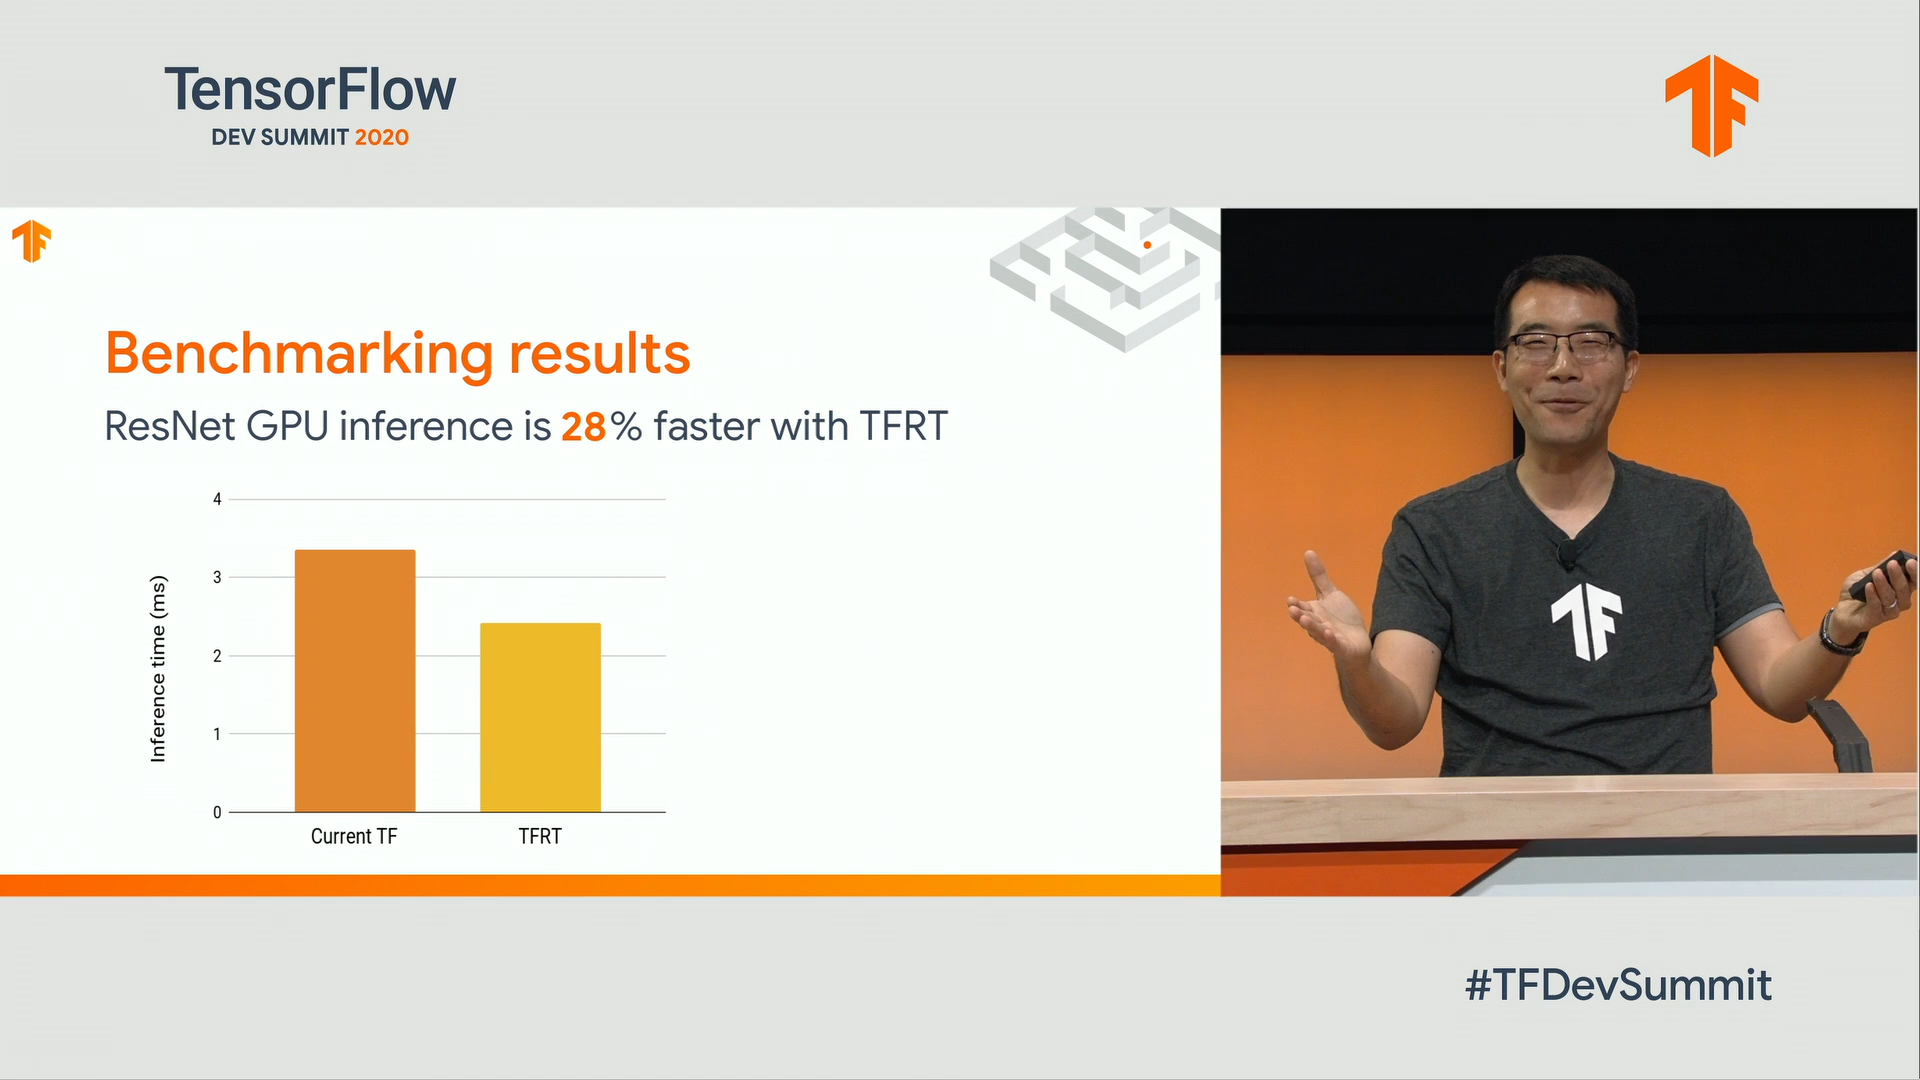 TensorFlow
DEV SUMMIT 2020
Benchmarking results
ResNet GPU inference is 28% faster with TFRT
Inference time (ms)
4
3
2
1
0
Current TF
TFRT
#TFDevSummit